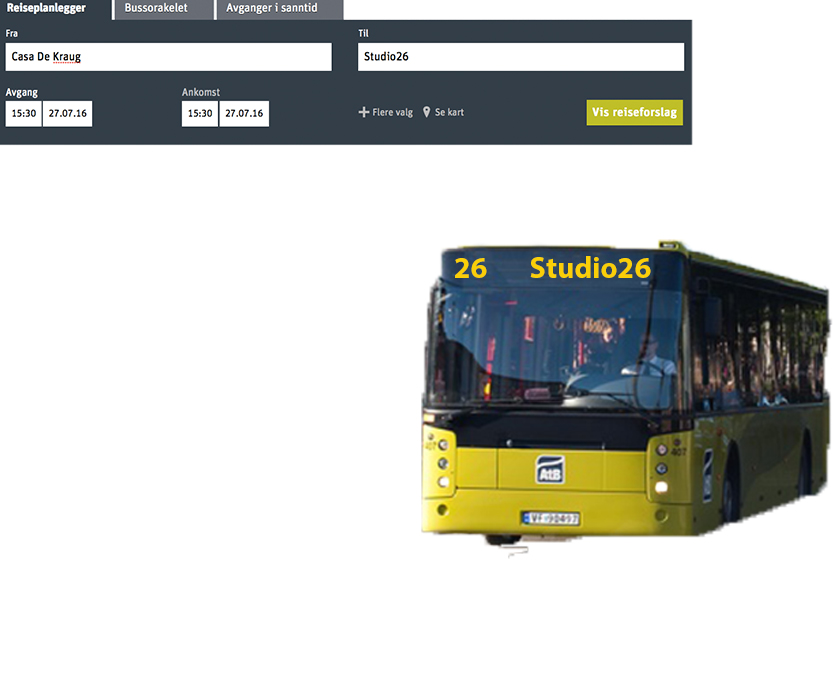 Reiseplanlegger Bussorakelet Avganger i sanntid
Fra Til
Casa De Kraug Studio26
Avgang Ankomst
15:30 27.07.16 15:30 27.07.16 Flere valg Se kart Vis reiseforslag
26 Studio26
407 407
AtB
VF 90497